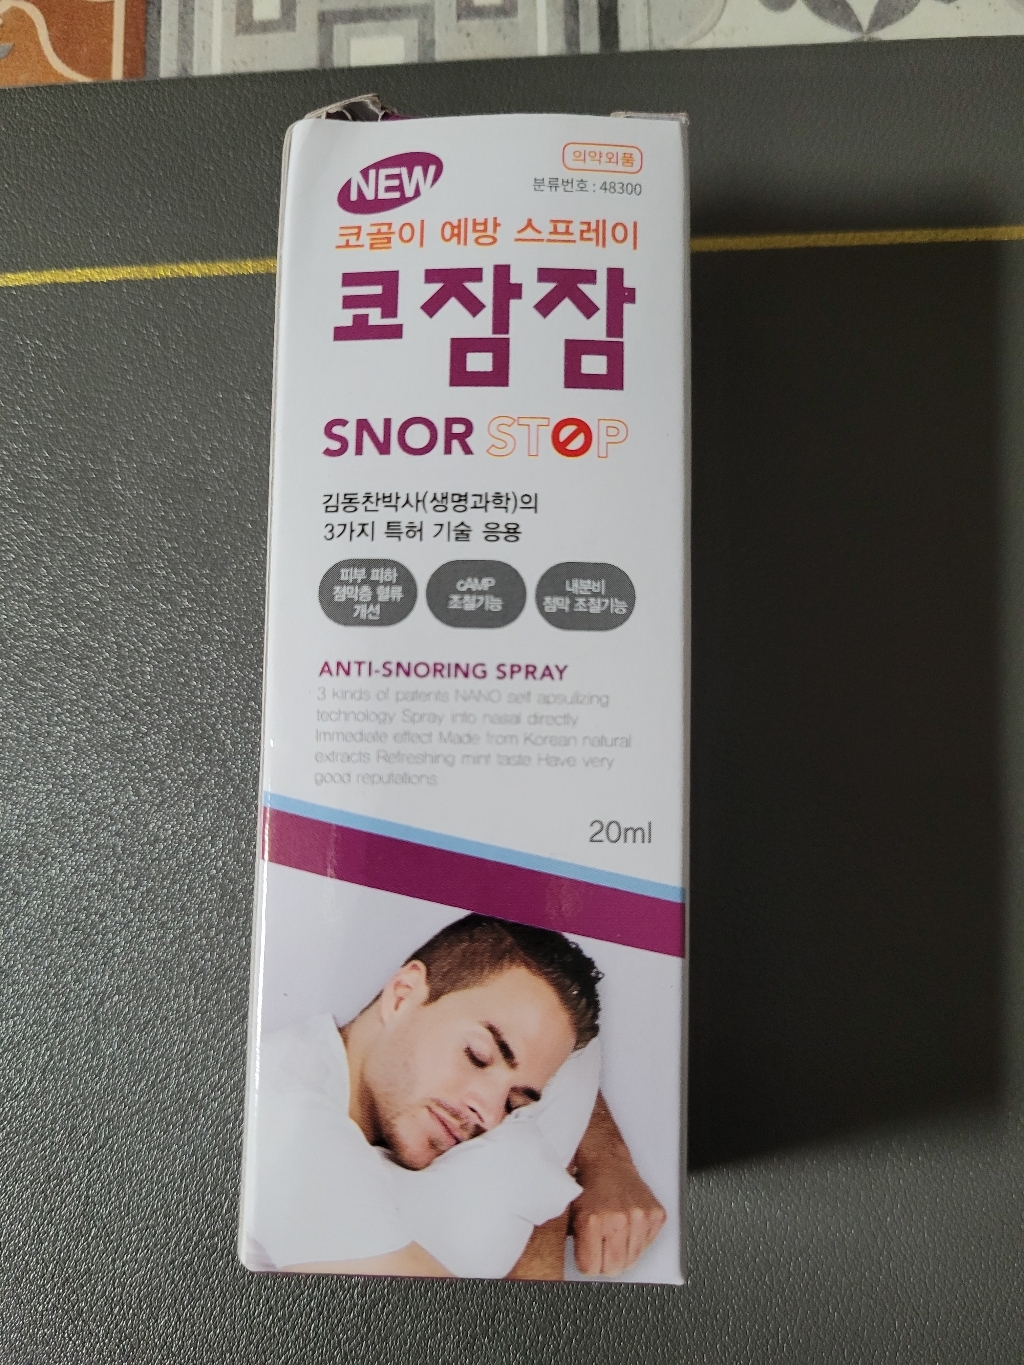 NEW
의약외품
분류번호 : 48300
코골이 예방 스프레이
코잠잠
SNOR STOP
김동찬박사(생명과학)의
3가지 특허 기술 응용
피부 피하
점막층 혈류
개선
cAMP
조절기능
내분비
점막 조절기능
ANTI-SNORING SPRAY
3 kinds of patents NANO self apsulizing
technology Spray into nasal directly
Immediate effect Made from Korean natural
extracts Refreshing mint taste Have very
good reputations
20ml